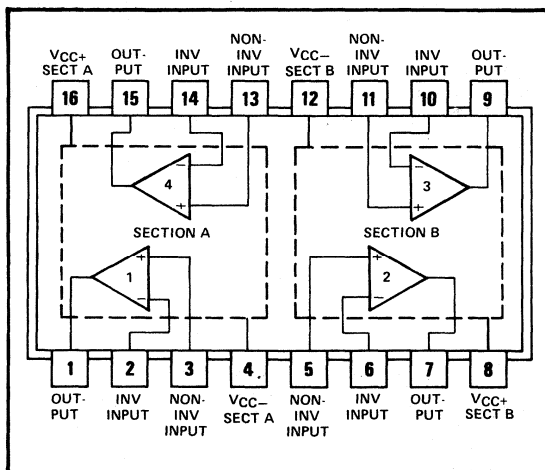 VCC+ OUT- INV NON- VCC- NON- INV OUT-
SECT A PUT INPUT INV SECT B INV INPUT PUT
INPUT INPUT
16 15 14 13 12 11 10 9
− −
4 3
+ +
SECTION A SECTION B
+ +
1 2
− −
1 2 3 4 5 6 7 8
OUT- INV NON- VCC− NON- INV OUT- VCC+
PUT INPUT INV SECT A INV INPUT PUT SECT B
INPUT INPUT